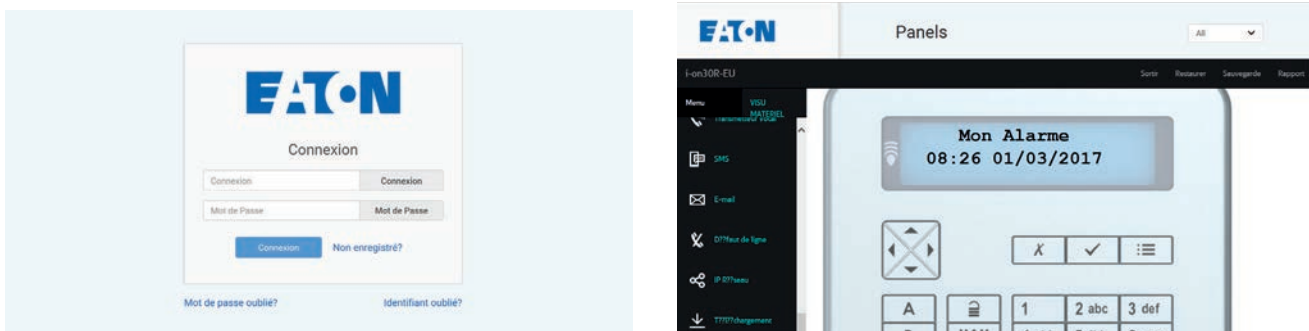 EATON
Connexion
Connexion Connexion
Mot de Passe Mot de Passe
Connexion Non enregistré?
Mot de passe oublié? Identifiant oublié?
EATON Panels All
i-on30R-EU Sortir Restaurer Sauvegarde Rapport
Menu VISU
MATERIEL
Transmetteur vocal
SMS
E-mail
D??faut de ligne
IP R??seau
T??l??chargement
Mon Alarme
08:26 01/03/2017
X
A 1 2 abc 3 def